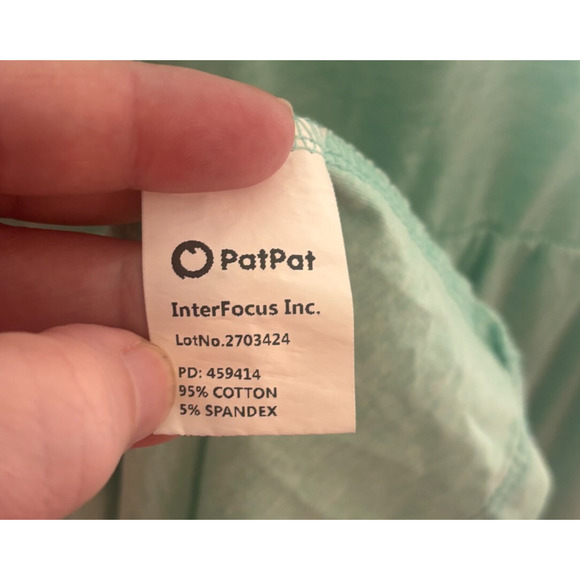 PatPat
InterFocus Inc.
LotNo.2703424
PD: 459414
95% COTTON
5% SPANDEX